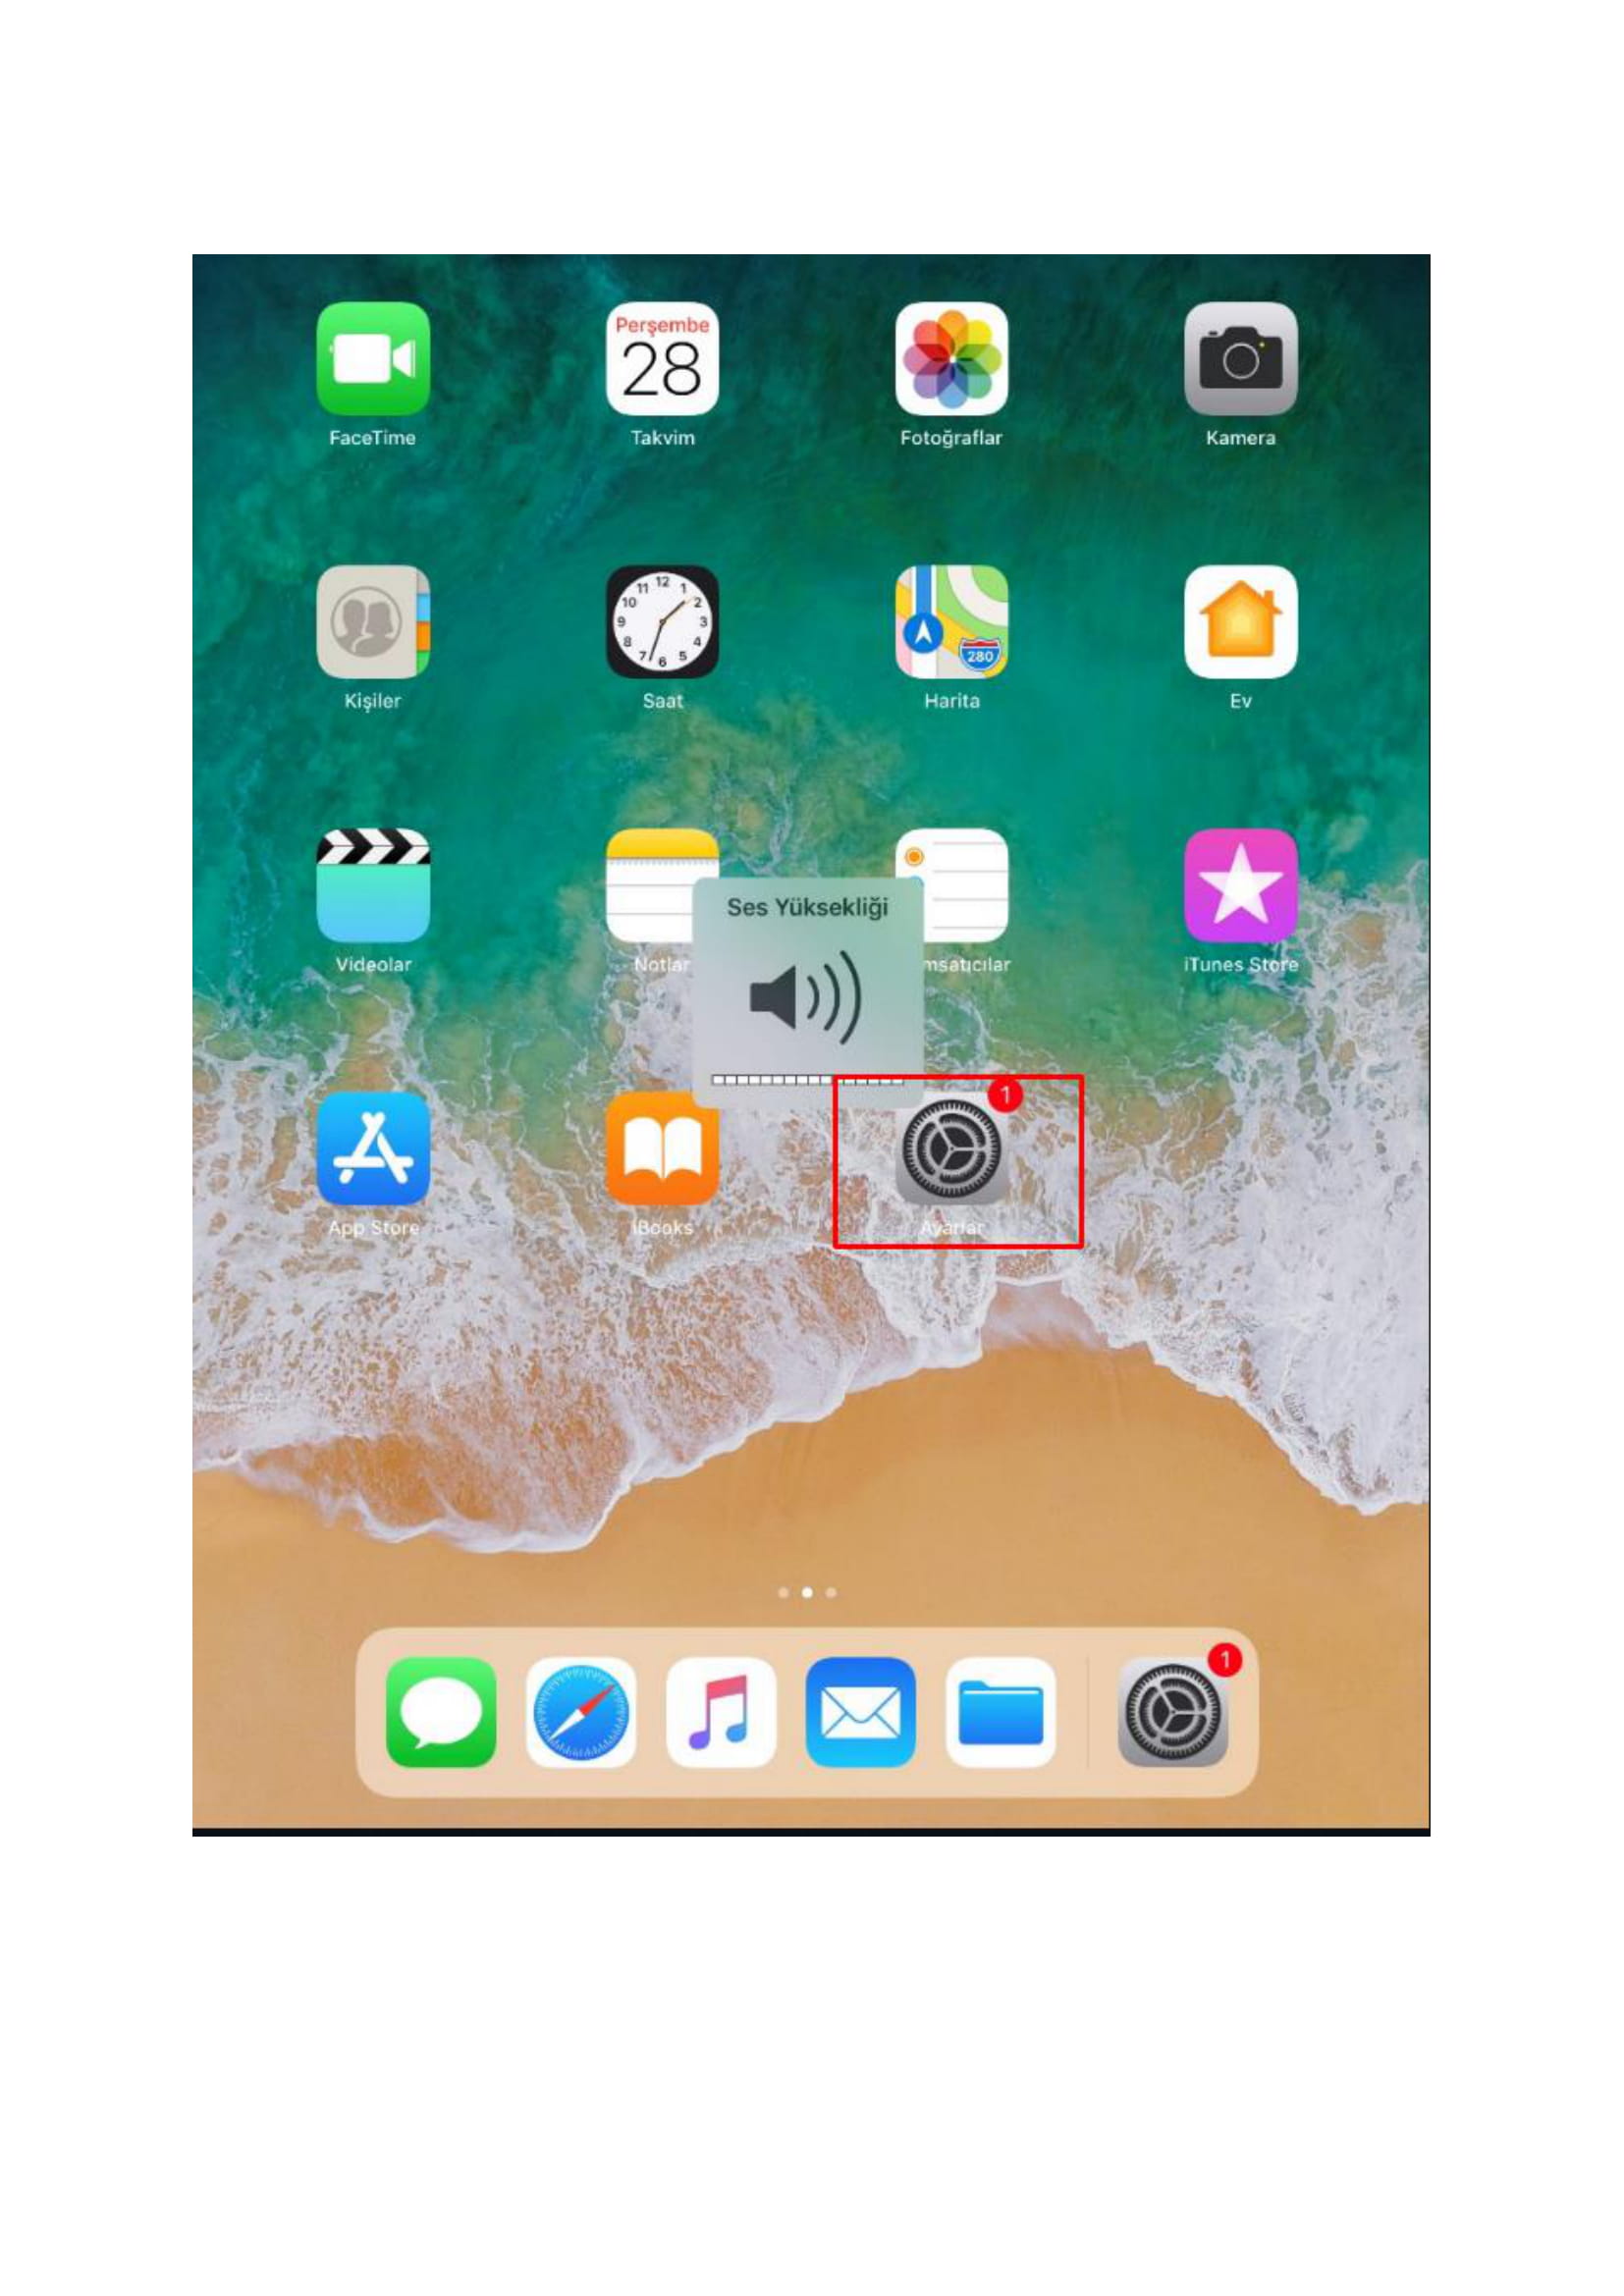 Perşembe
28
FaceTime
Takvim
Fotoğraflar
Kamera
11 12 1
10 2
9 3
8 4
7 6 5
280
Kişiler
Saat
Harita
Ev
Ses Yüksekliği
Videolar
Notlar
msatıcılar
iTunes Store
1
App Store
iBooks
Ayarlar
1